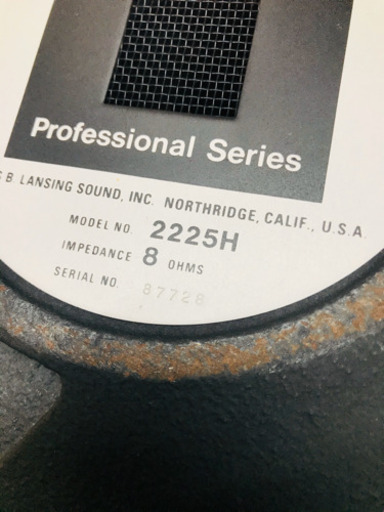 Professional Series
B LANSING SOUND, INC. NORTHRIDGE, CALIF., U.S.A.
MODEL NO. 2225H
IMPEDANCE 8 OHMS
SERIAL NO. 87728